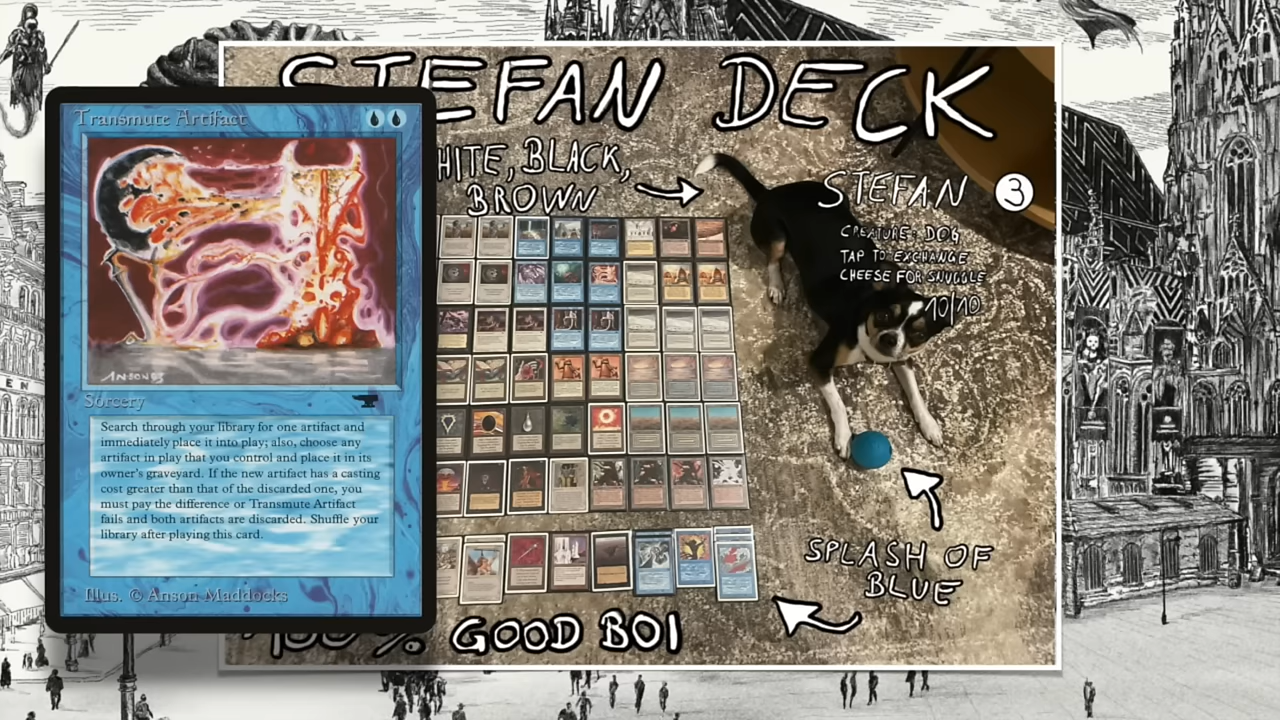 STEFAN DECK
WHITE, BLACK,
BROWN
STEFAN 3
CREATURE: DOG
TAP TO EXCHANGE
CHEESE FOR SNUGGLE
10/10
SPLASH OF
BLUE
100% GOOD BOI
Transmute Artifact
Sorcery
Search through your library for one artifact and
immediately place it into play; also, choose any
artifact in play that you control and place it in its
owner's graveyard. If the new artifact has a casting
cost greater than that of the discarded one, you
must pay the difference or Transmute Artifact
fails and both artifacts are discarded. Shuffle your
library after playing this card.
Illus. © Anson Maddocks